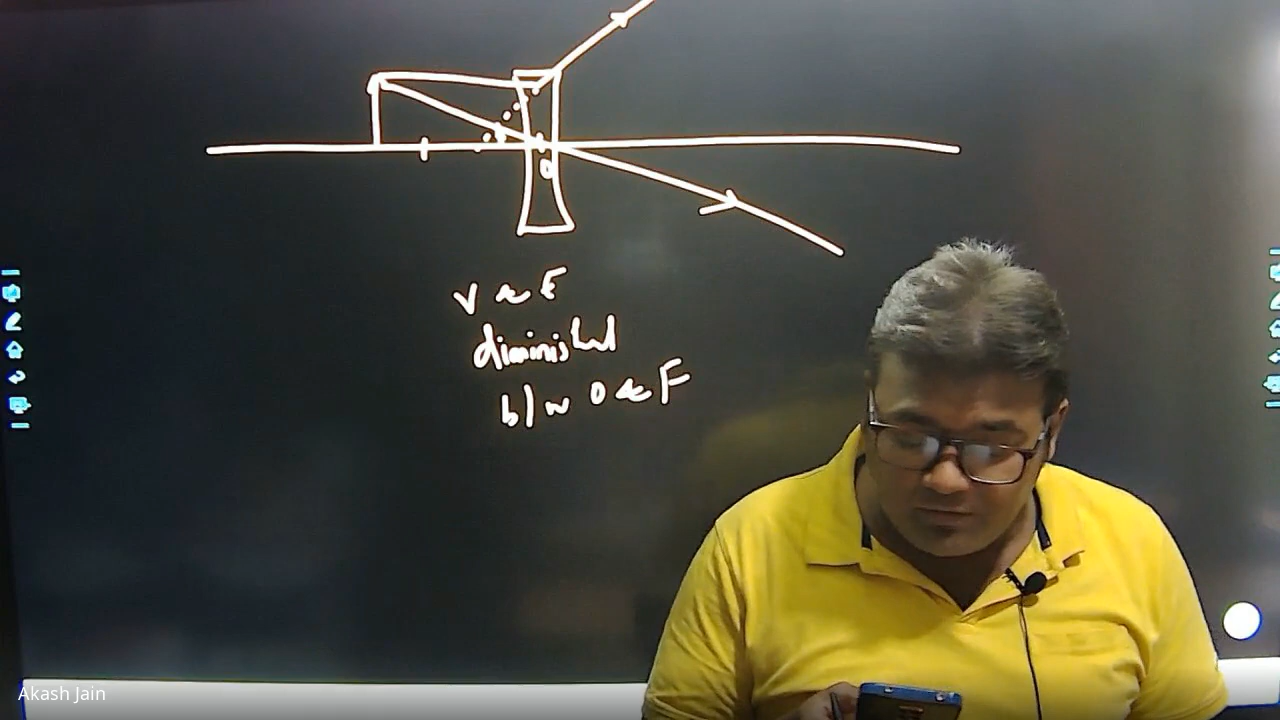 O
V & E
diminished
b/w O & F
Akash Jain